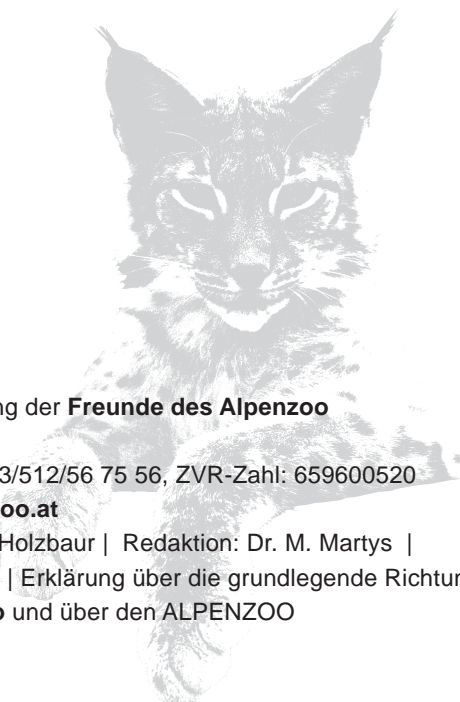 ng der Freunde des Alpenzoo
3/512/56 75 56, ZVR-Zahl: 659600520
oo.at
Holzbaur | Redaktion: Dr. M. Martys |
| Erklärung über die grundlegende Richtun
o und über den ALPENZOO